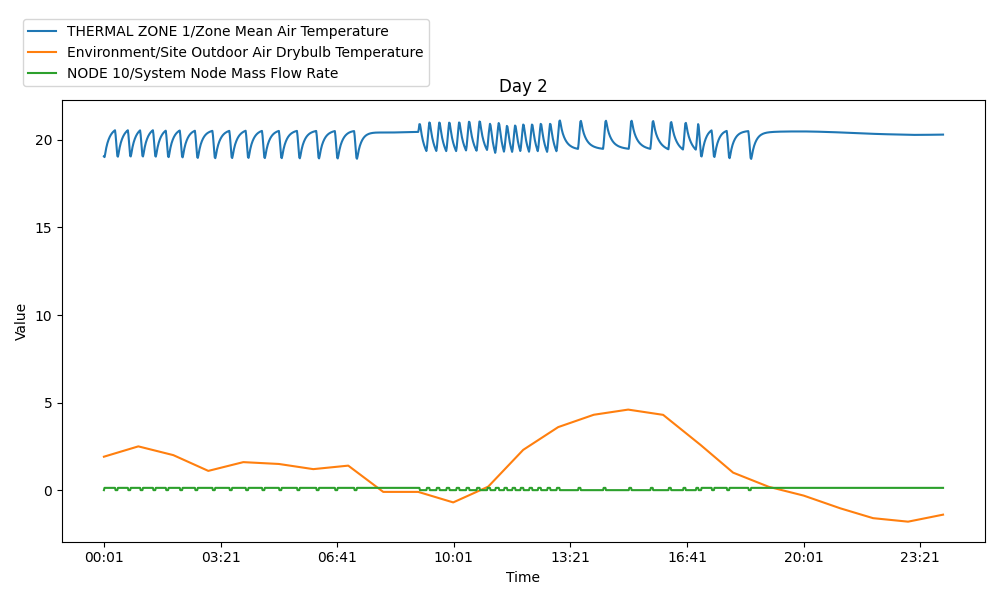 THERMAL ZONE 1/Zone Mean Air Temperature
Environment/Site Outdoor Air Drybulb Temperature
NODE 10/System Node Mass Flow Rate
Day 2
20
15
10
5
0
Value
00:01 03:21 06:41 10:01 13:21 16:41 20:01 23:21
Time